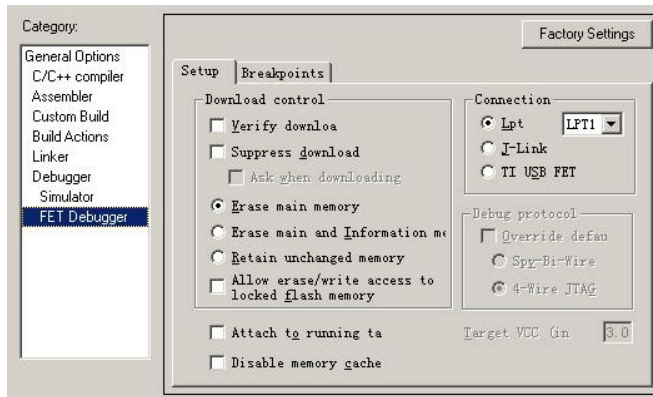 Category:
Factory Settings
General Options
C/C++ compiler
Assembler
Custom Build
Build Actions
Linker
Debugger
Simulator
FET Debugger
Setup
Breakpoints
Download control
Verify downloa
Suppress download
Ask when downloading
Erase main memory
Erase main and Information me
Retain unchanged memory
Allow erase/write access to
locked flash memory
Attach to running ta
Disable memory cache
Connection
Lpt LPT1
J-Link
TI USB FET
Debug protocol
Override defau
Spy-Bi-Wire
4-Wire JTAG
Target VCC (in 3.0